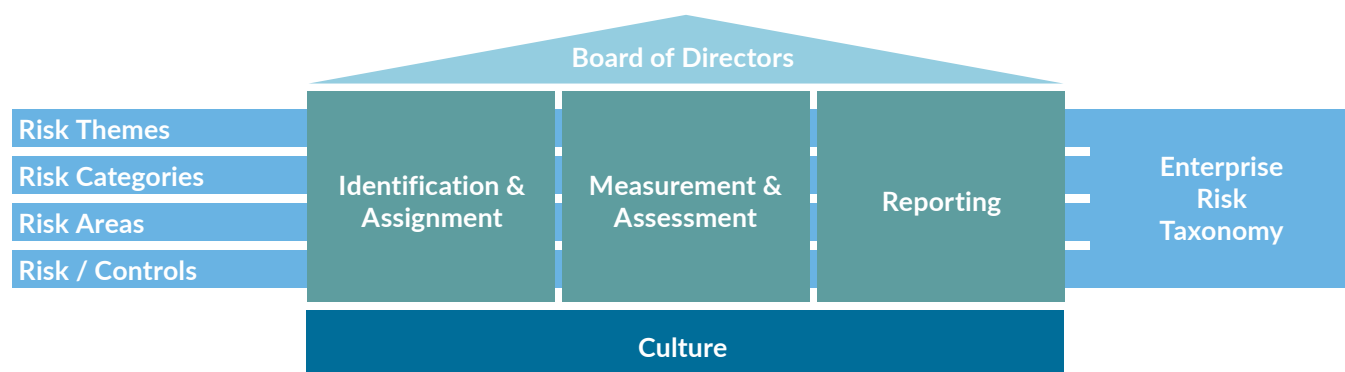 Board of Directors
Risk Themes
Risk Categories
Risk Areas
Risk / Controls
Identification &
Assignment
Measurement &
Assessment
Reporting
Enterprise
Risk
Taxonomy
Culture